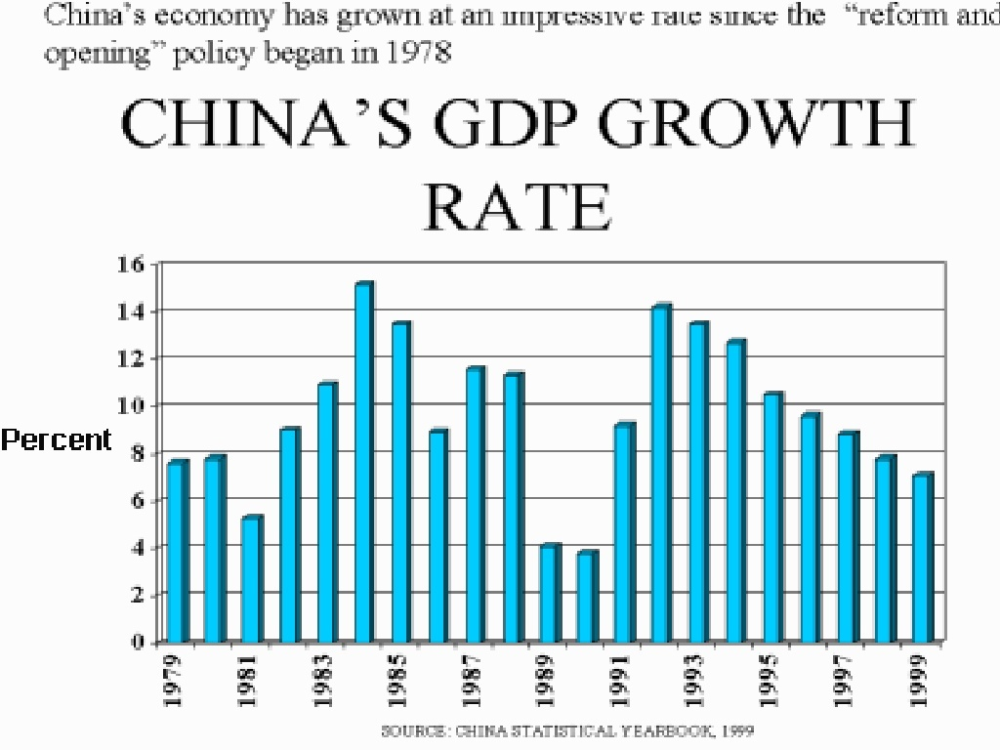 China’s economy has grown at an impressive rate since the “reform and
opening” policy began in 1978
CHINA’S GDP GROWTH
RATE
Percent
16
14
12
10
8
6
4
2
0
1979 1981 1983 1985 1987 1989 1991 1993 1995 1997 1999
SOURCE: CHINA STATISTICAL YEARBOOK, 1999